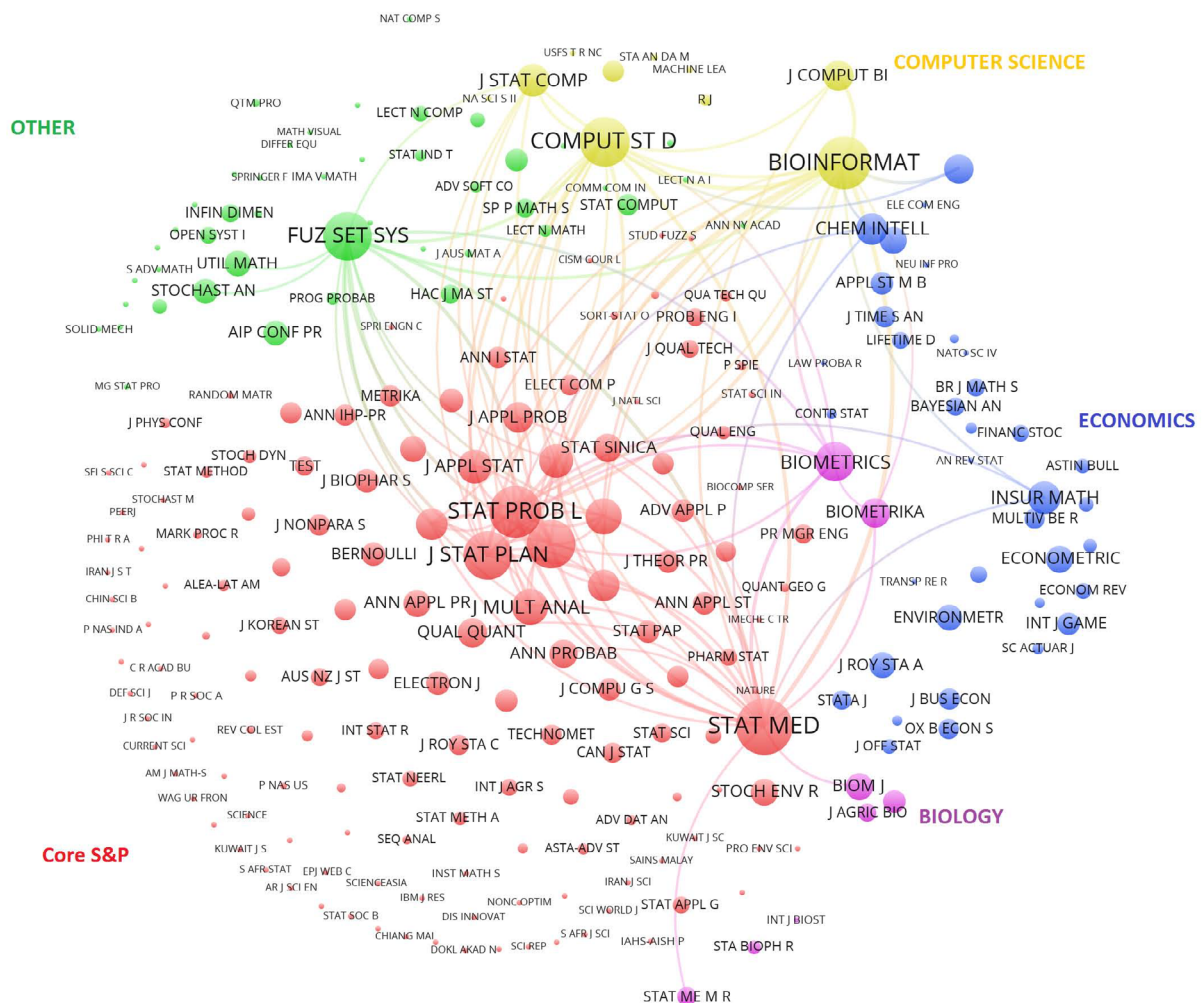 NAT COMP S
USFS T R NC
STA AN DA M
MACHINE LEA
COMPUTER SCIENCE
J STAT COMP
J COMPUT BI
NA SCI S II
R J
QTM PRO
LECT N COMP
OTHER
MATH VISUAL
DIFFER EQU
COMPUT ST D
BIOINFORMAT
STAT IND T
SPRINGER F
IMA V MATH
ADV SOFT CO
COMM COM IN
LECT N A I
ELE COM ENG
INFIN DIMEN
SP P MATH S
STAT COMPUT
OPEN SYST I
FUZ SET SYS
LECT N MATH
STUD FUZZ S
ANN NY ACAD
CHEM INTELL
J AUS MAT A
CISM COUR L
NEU INF PRO
S ADV MATH
UTIL MATH
STOCHAST AN
PROG PROBAB
HAC J MA ST
QUA TECH QU
APPL ST M B
SOLID MECH
AIP CONF PR
SPRI ENGN C
SORT-STAT O
PROB ENG I
J TIME S AN
LIFETIME D
ANN I STAT
J QUAL TECH
P SPIE
LAW PROBA R
NATO SC IV
MG STAT PRO
RANDOM MATR
METRIKA
ELECT COM P
J NATL SCI
STAT SCI IN
BR J MATH S
BAYESIAN AN
J PHYS CONF
ANN IHP-PR
J APPL PROB
CONTR STAT
ECONOMICS
QUAL ENG
FINANC STOC
STOCH DYN
STAT SINICA
SELS SCI C
STAT METHOD
TEST
J APPL STAT
BIOMETRICS
AN REV STAT
ASTIN BULL
J BIOPHAR S
BIOCOMP SER
STOCHAST M
INSUR MATH
PEERJ
STAT PROB L
ADV APPL P
BIOMETRIKA
MULTIV BE R
MARK PROC R
J NONPARA S
PR MGR ENG
PHI T R A
BERNOULLI
J STAT PLAN
J THEOR PR
ECONOMETRIC
IRAN J S T
ALEA-LAT AM
QUANT GEO G
TRANSP RE R
ECONOM REV
CHIN SCI B
ANN APPL PR
J MULT ANAL
ANN APPL ST
IMECHE C TR
ENVIRONMETR
INT J GAME
P NAS IND A
J KOREAN ST
QUAL QUANT
STAT PAP
SC ACTUAR J
ANN PROBAB
PHARM STAT
J ROY STA A
C R ACAD BU
AUS NZ J ST
ELECTRON J
J COMPU G S
NATURE
DEF SCI J
P R SOC A
STATA J
J BUS ECON
J R SOC IN
REV COL EST
INT STAT R
TECHNOMET
STAT SCI
STAT MED
OX B ECON S
CURRENT SCI
J ROY STA C
CAN J STAT
J OFF STAT
AM J MATH-S
P NAS US
STAT NEERL
INT J AGR S
STOCH ENV R
BIOM J
WAG UR FRON
J AGRIC BIO
BIOLOGY
SCIENCE
STAT METH A
ADV DAT AN
KUWAIT J S
SEQ ANAL
ASTA-ADV ST
KUWAIT J SC
PRO ENV SCI
Core S&P
S AFR STAT
EPJ WEB C
INST MATH S
SAINS MALAY
AR J SCI EN
SCIENCEASIA
IRAN J SCI
IBM J RES
NONC OPTIM
STAT APPL G
STAT SOC B
DIS INNOVAT
SCI WORLD J
INT J BIOST
CHIANG MAI
S AFR J SCI
DOKL AKAD N
SCI REP
IAHS-AISH P
STA BIOPH R
STAT ME M R